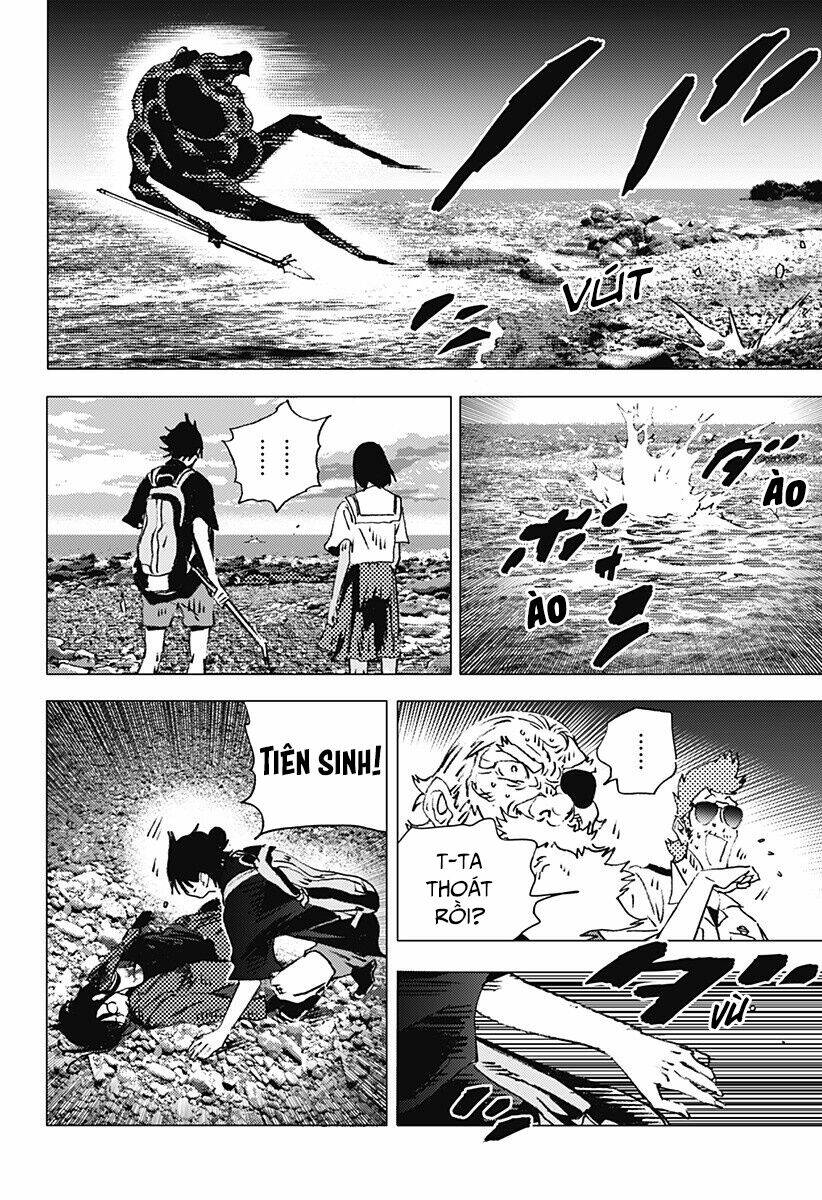 VÚT
ÀO
ÀO
……
……
T-TA
THOÁT
RỒI?
VÙ
TIÊN SINH!